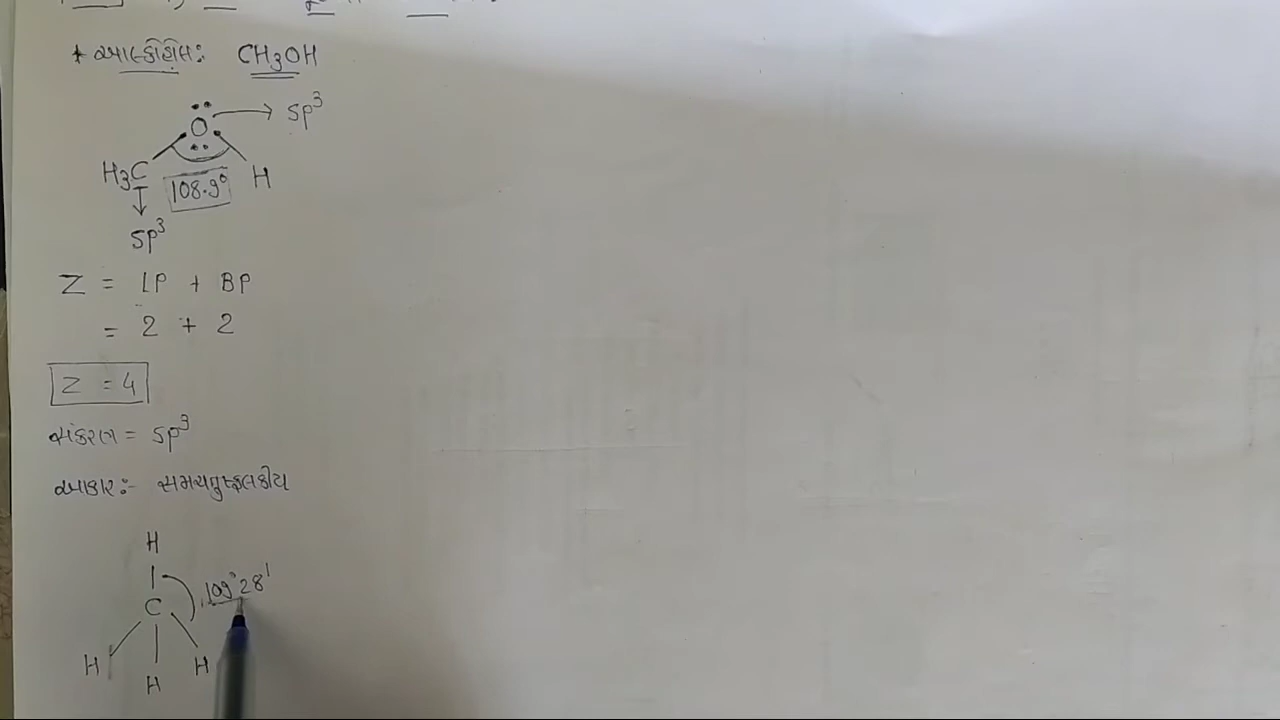 * આલ્કોહોલ: CH₃OH
O → sp³
H₃C 108.9° H
↓
sp³
Z = LP + BP
= 2 + 2
Z = 4
સંકરણ = sp³
આકાર:- સમચતુષ્ફલકીય
H
109°28'
C
H H
H